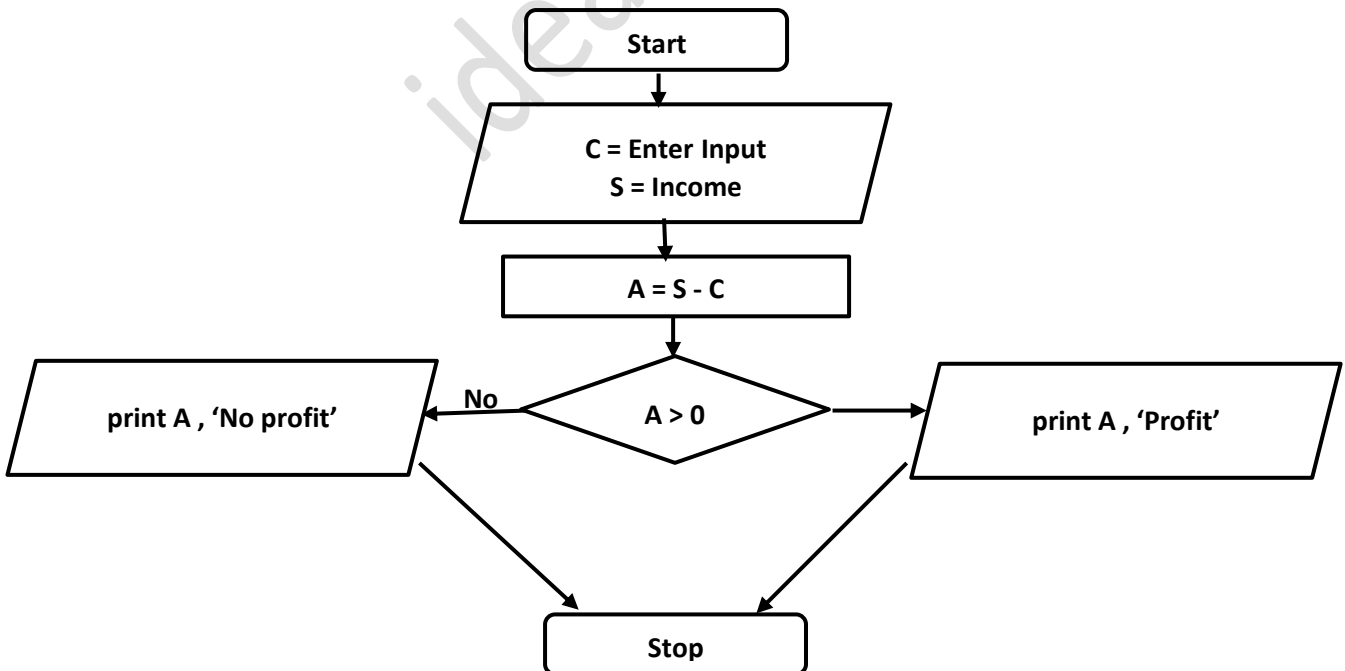 Start
C = Enter Input
S = Income
A = S - C
A > 0
No
print A , ‘No profit’
print A , ‘Profit’
Stop